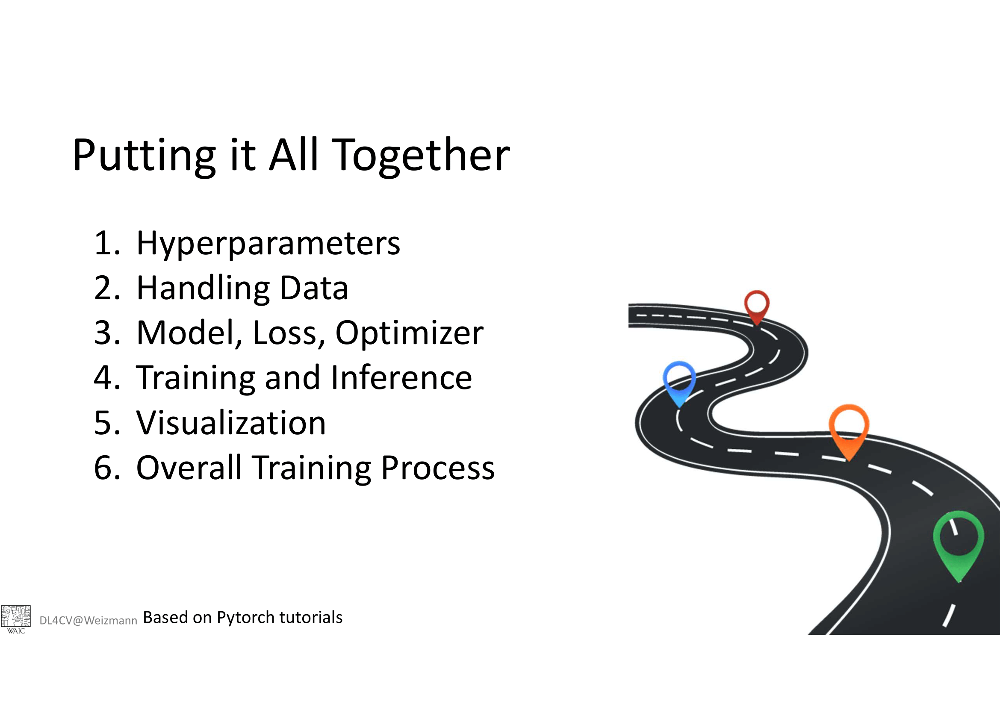 Putting it All Together
1. Hyperparameters
2. Handling Data
3. Model, Loss, Optimizer
4. Training and Inference
5. Visualization
6. Overall Training Process
WAIC
DL4CV@Weizmann Based on Pytorch tutorials